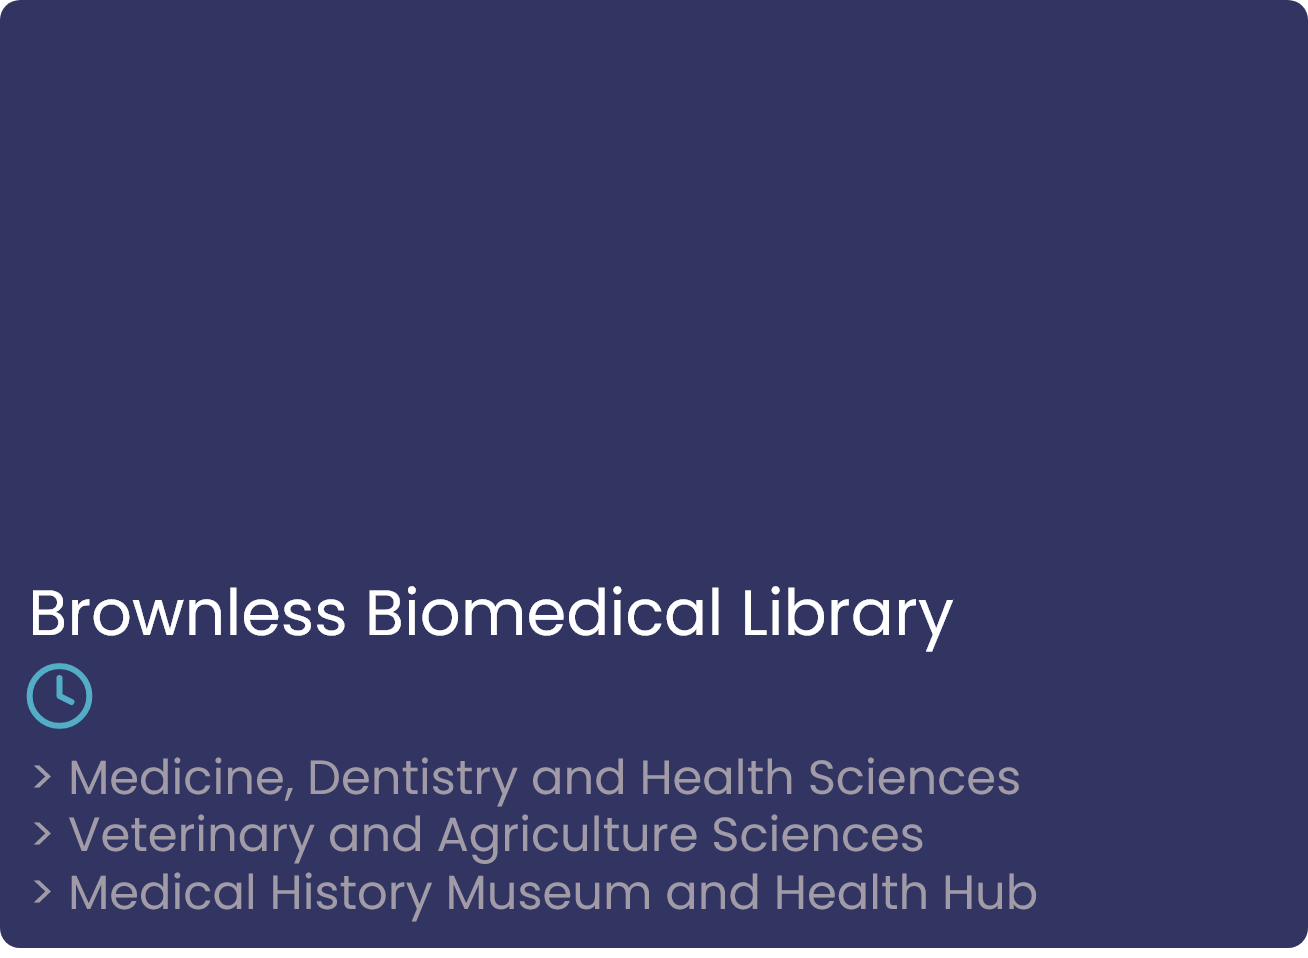 Brownless Biomedical Library
> Medicine, Dentistry and Health Sciences
> Veterinary and Agriculture Sciences
> Medical History Museum and Health Hub